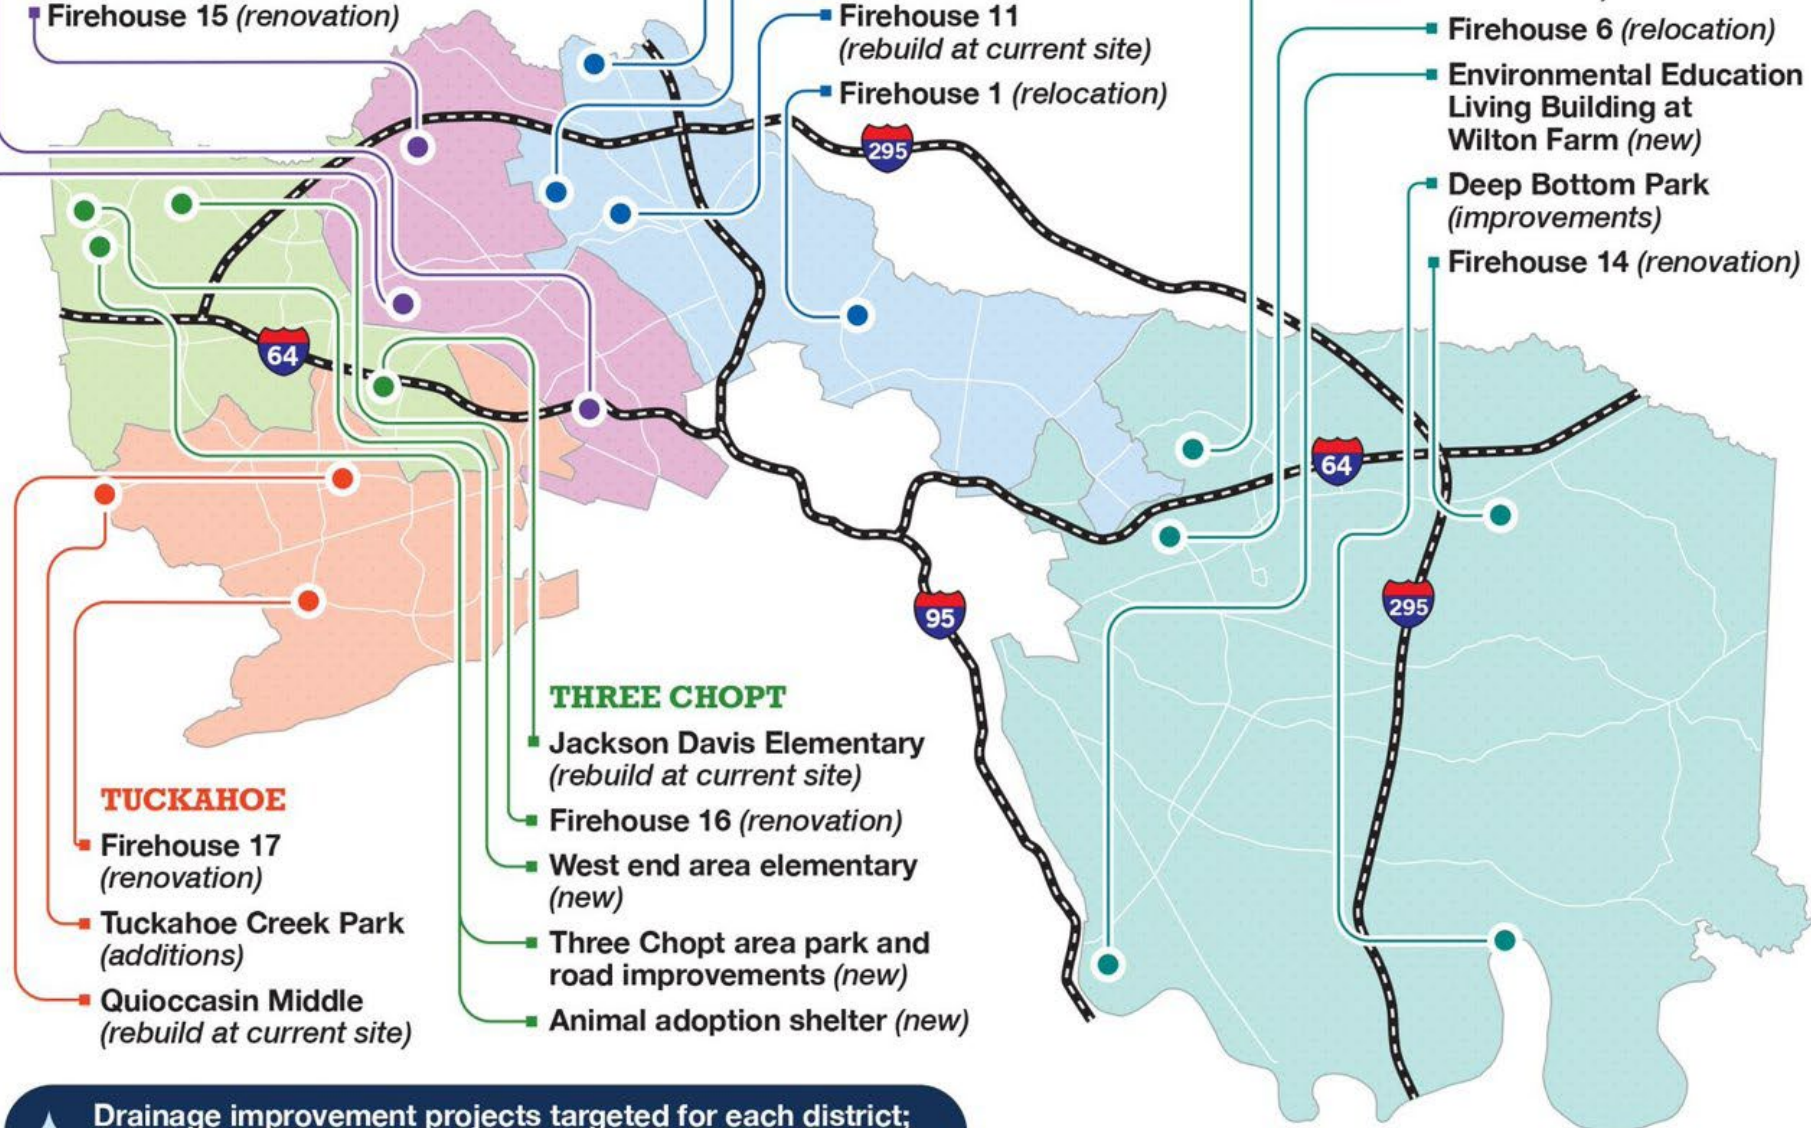 Firehouse 15 (renovation)
Firehouse 11
(rebuild at current site)
Firehouse 1 (relocation)
Firehouse 6 (relocation)
Environmental Education
Living Building at
Wilton Farm (new)
Deep Bottom Park
(improvements)
Firehouse 14 (renovation)
295
64
64
295
95
THREE CHOPT
Jackson Davis Elementary
(rebuild at current site)
Firehouse 16 (renovation)
West end area elementary
(new)
Three Chopt area park and
road improvements (new)
Animal adoption shelter (new)
TUCKAHOE
Firehouse 17
(renovation)
Tuckahoe Creek Park
(additions)
Quioccasin Middle
(rebuild at current site)
Drainage improvement projects targeted for each district;